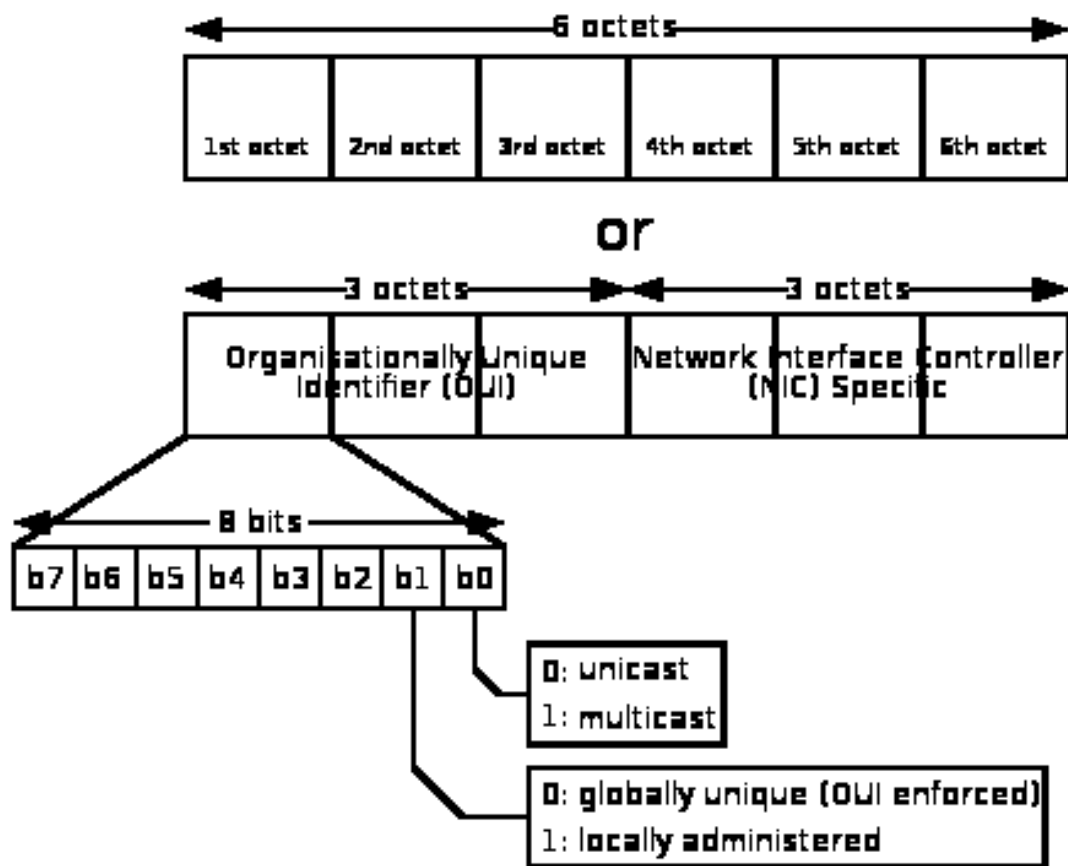 6 octets
1st octet 2nd octet 3rd octet 4th octet 5th octet 6th octet
or
3 octets 3 octets
Organisationally Unique Identifier (OUI)
Network Interface Controller (NIC) Specific
8 bits
b7 b6 b5 b4 b3 b2 b1 b0
0: unicast
1: multicast
0: globally unique (OUI enforced)
1: locally administered